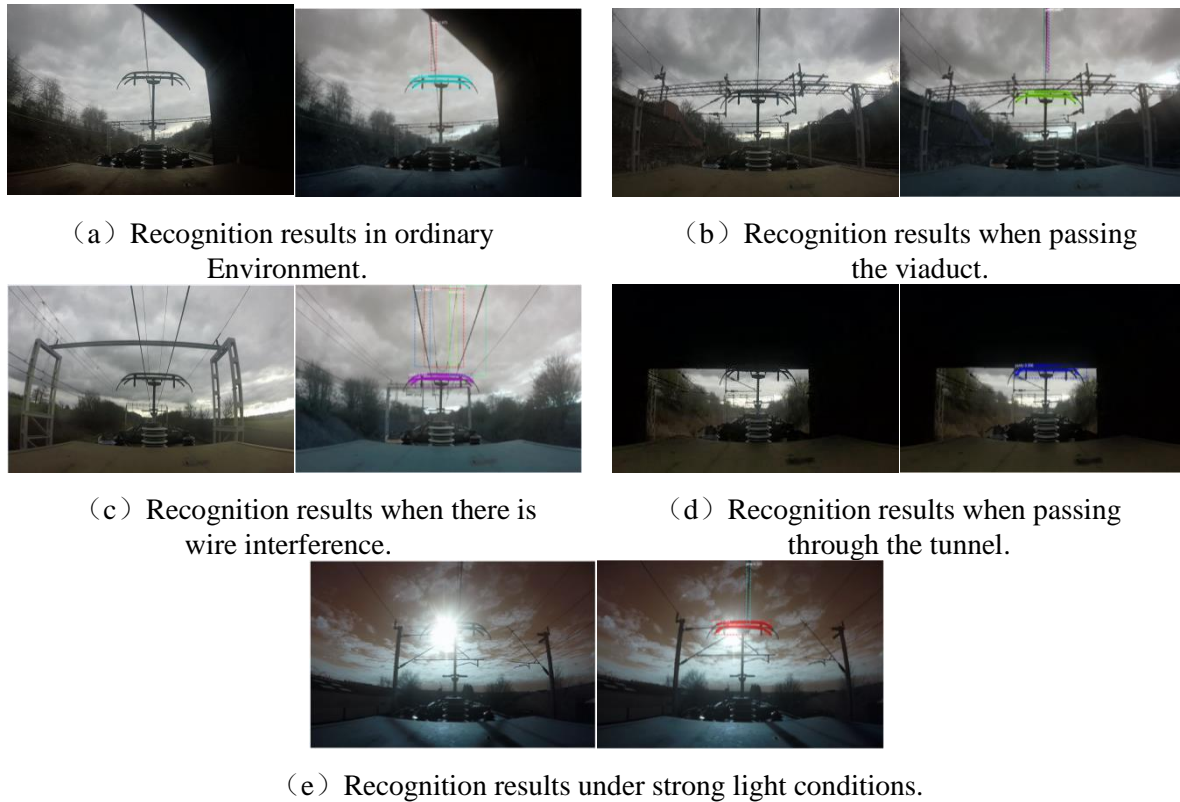 （a）Recognition results in ordinary
Environment.
（b）Recognition results when passing
the viaduct.
（c）Recognition results when there is
wire interference.
（d）Recognition results when passing
through the tunnel.
（e）Recognition results under strong light conditions.